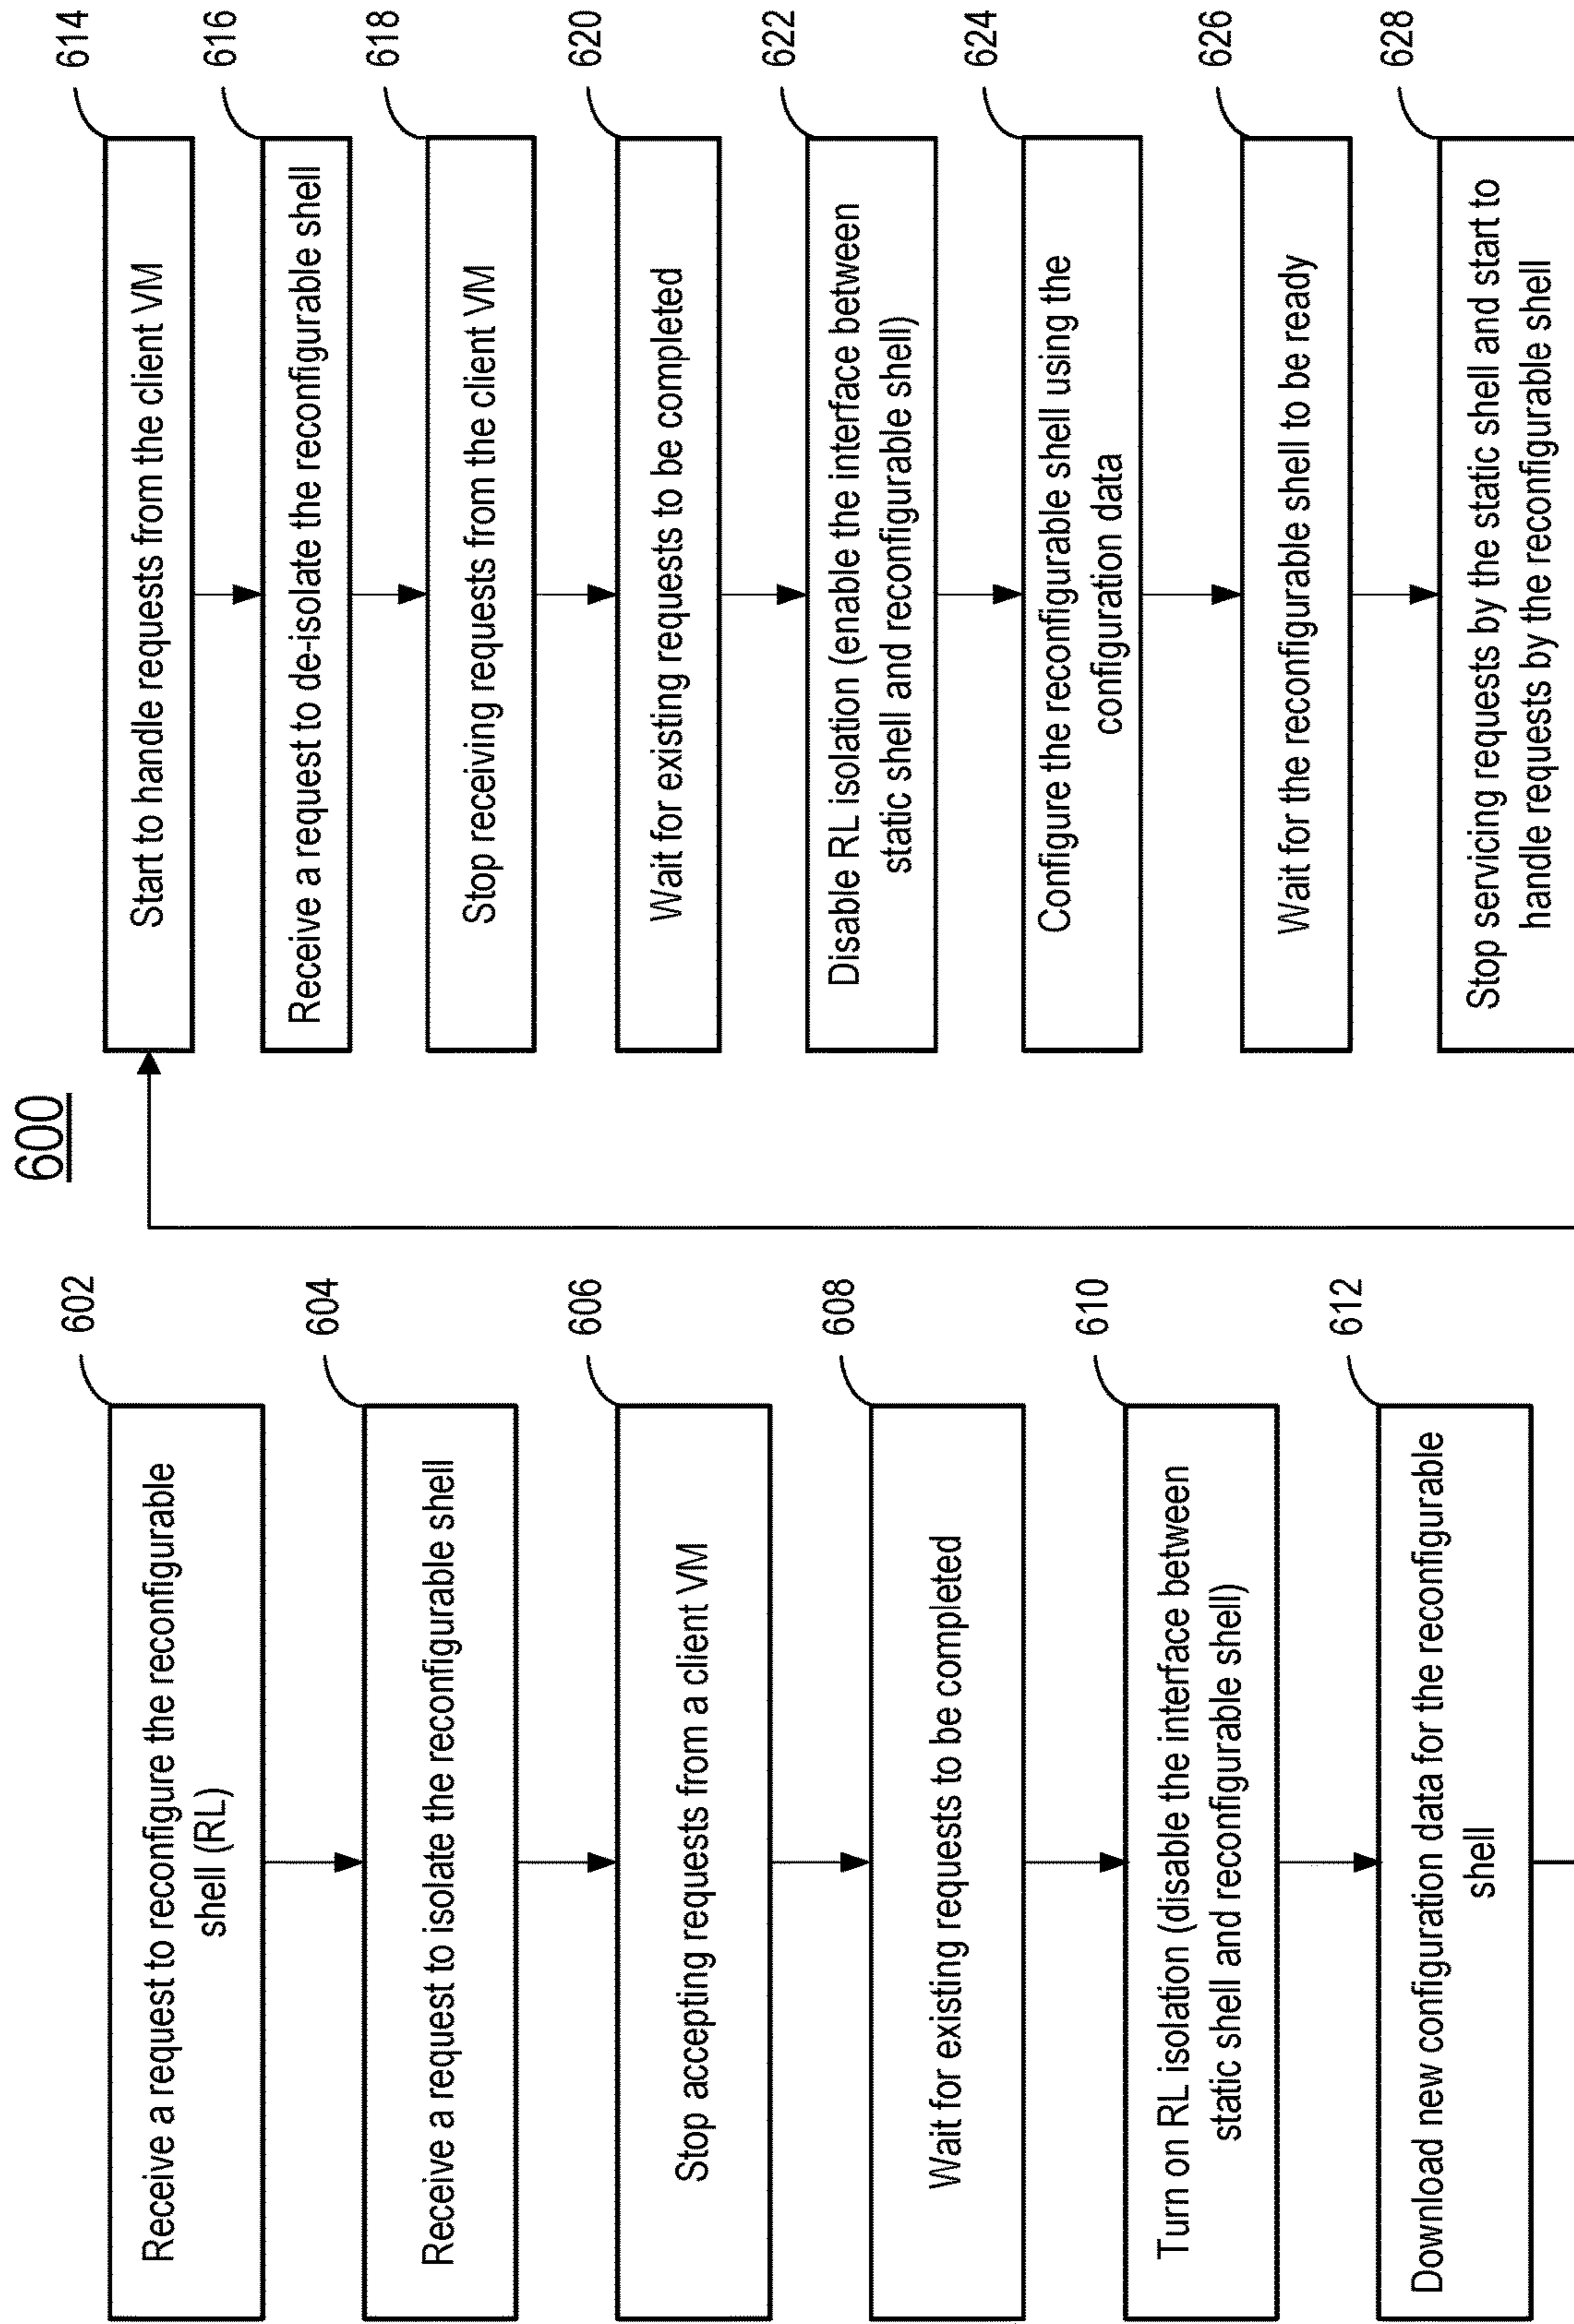 600
602
Receive a request to reconfigure the reconfigurable
shell (RL)
604
Receive a request to isolate the reconfigurable shell
606
Stop accepting requests from a client VM
608
Wait for existing requests to be completed
610
Turn on RL isolation (disable the interface between
static shell and reconfigurable shell)
612
Download new configuration data for the reconfigurable
shell
614
Start to handle requests from the client VM
616
Receive a request to de-isolate the reconfigurable shell
618
Stop receiving requests from the client VM
620
Wait for existing requests to be completed
622
Disable RL isolation (enable the interface between
static shell and reconfigurable shell)
624
Configure the reconfigurable shell using the
configuration data
626
Wait for the reconfigurable shell to be ready
628
Stop servicing requests by the static shell and start to
handle requests by the reconfigurable shell